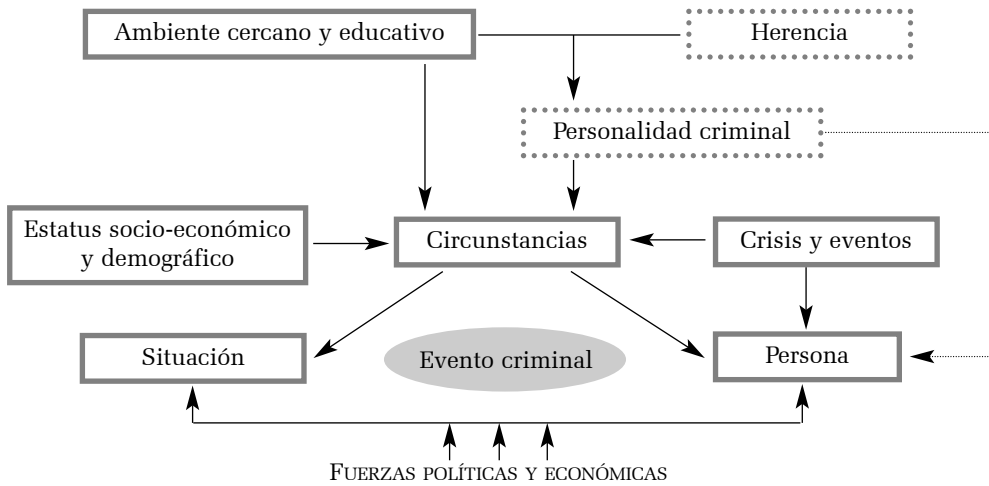 Ambiente cercano y educativo
Herencia
Personalidad criminal
Estatus socio-económico
y demográfico
Circunstancias
Crisis y eventos
Situación
Evento criminal
Persona
FUERZAS POLÍTICAS Y ECONÓMICAS